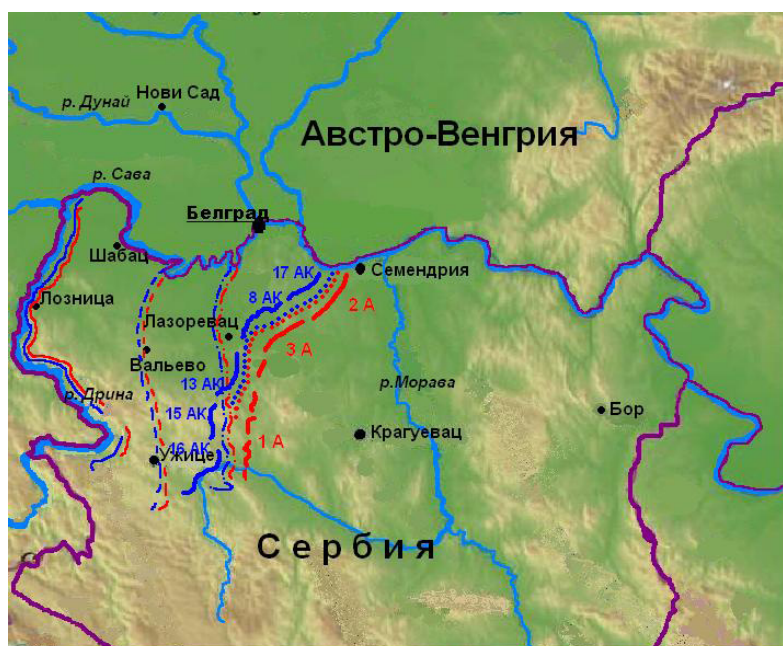 Нови Сад
р. Дунай
Австро-Венгрия
р. Сава
Белград
Шабац
17 АК
Семендрия
8 АК
Лозница
2 А
Лазоревац
3 А
Вальево
13 АК
р.Морава
р.Дрина
15 АК
Бор
1 А
Крагуевац
16 АК
Ужице
Сербия